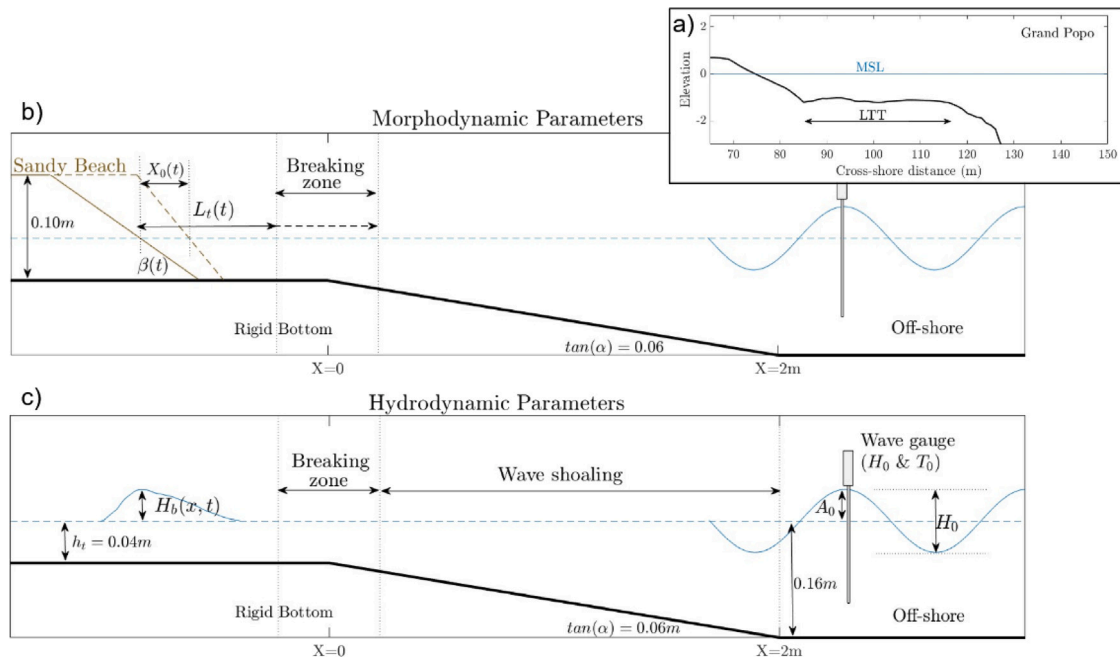 a)
Grand Popo
2
MSL
0
Elevation
LTT
-2
70 80 90 100 110 120 130 140 150
Cross-shore distance (m)
b)
Morphodynamic Parameters
Sandy Beach
X₀(t)
Breaking
zone
0.10m
Lₜ(t)
β(t)
Rigid Bottom
Off-shore
tan(α) = 0.06
X=0
X=2m
c)
Hydrodynamic Parameters
Wave gauge
(H₀ & T₀)
Breaking
zone
Wave shoaling
H_b(x, t)
A₀
H₀
hₜ = 0.04m
0.16m
Rigid Bottom
Off-shore
tan(α) = 0.06m
X=0
X=2m